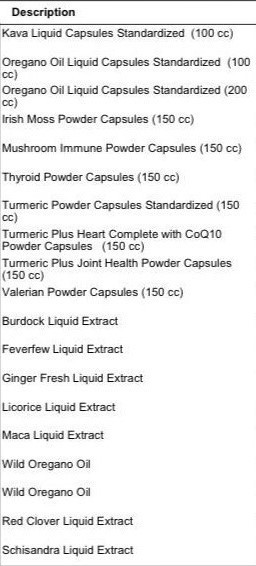 Description
Kava Liquid Capsules Standardized  (100 cc)
Oregano Oil Liquid Capsules Standardized  (100
cc)
Oregano Oil Liquid Capsules Standardized (200
cc)
Irish Moss Powder Capsules (150 cc)
Mushroom Immune Powder Capsules (150 cc)
Thyroid Powder Capsules (150 cc)
Turmeric Powder Capsules Standardized (150
cc)
Turmeric Plus Heart Complete with CoQ10
Powder Capsules   (150 cc)
Turmeric Plus Joint Health Powder Capsules
(150 cc)
Valerian Powder Capsules (150 cc)
Burdock Liquid Extract
Feverfew Liquid Extract
Ginger Fresh Liquid Extract
Licorice Liquid Extract
Maca Liquid Extract
Wild Oregano Oil
Wild Oregano Oil
Red Clover Liquid Extract
Schisandra Liquid Extract